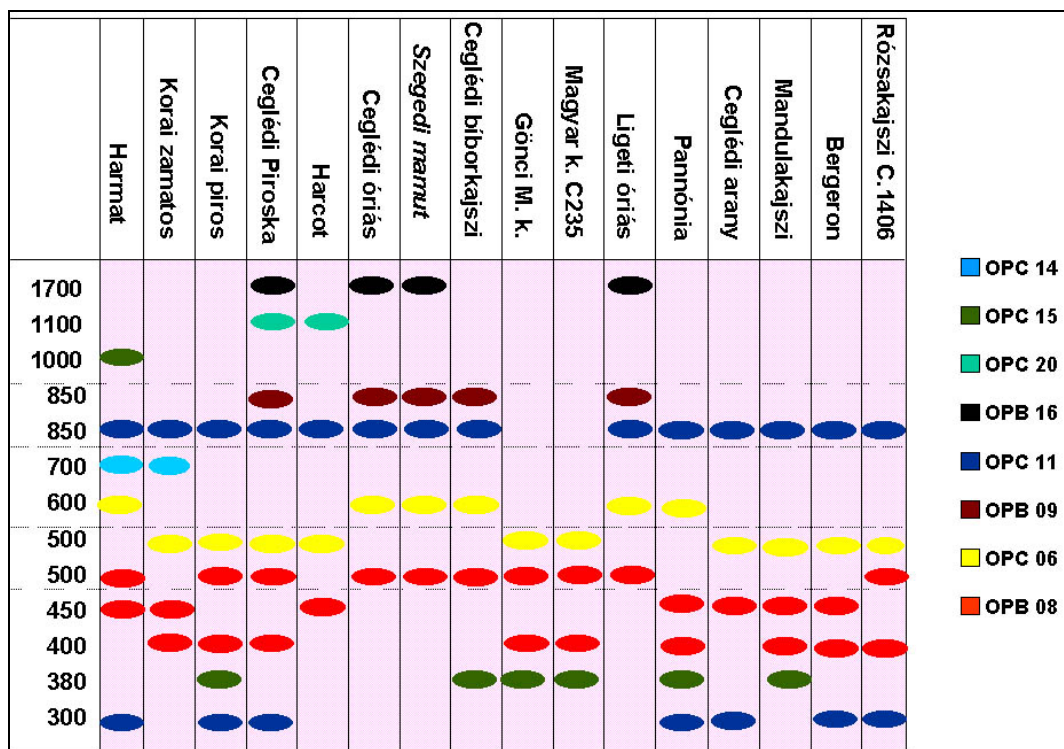 Harmat
Korai zamatos
Korai piros
Ceglédi Piroska
Harcot
Ceglédi óriás
Szegedi mamut
Ceglédi bíborkajszi
Gönci M. k.
Magyar k. C235
Ligeti óriás
Pannónia
Ceglédi arany
Mandulakajszi
Bergeron
Rózsakajszi C.1406
1700
1100
1000
850
850
700
600
500
500
450
400
380
300
OPC 14
OPC 15
OPC 20
OPB 16
OPC 11
OPB 09
OPC 06
OPB 08